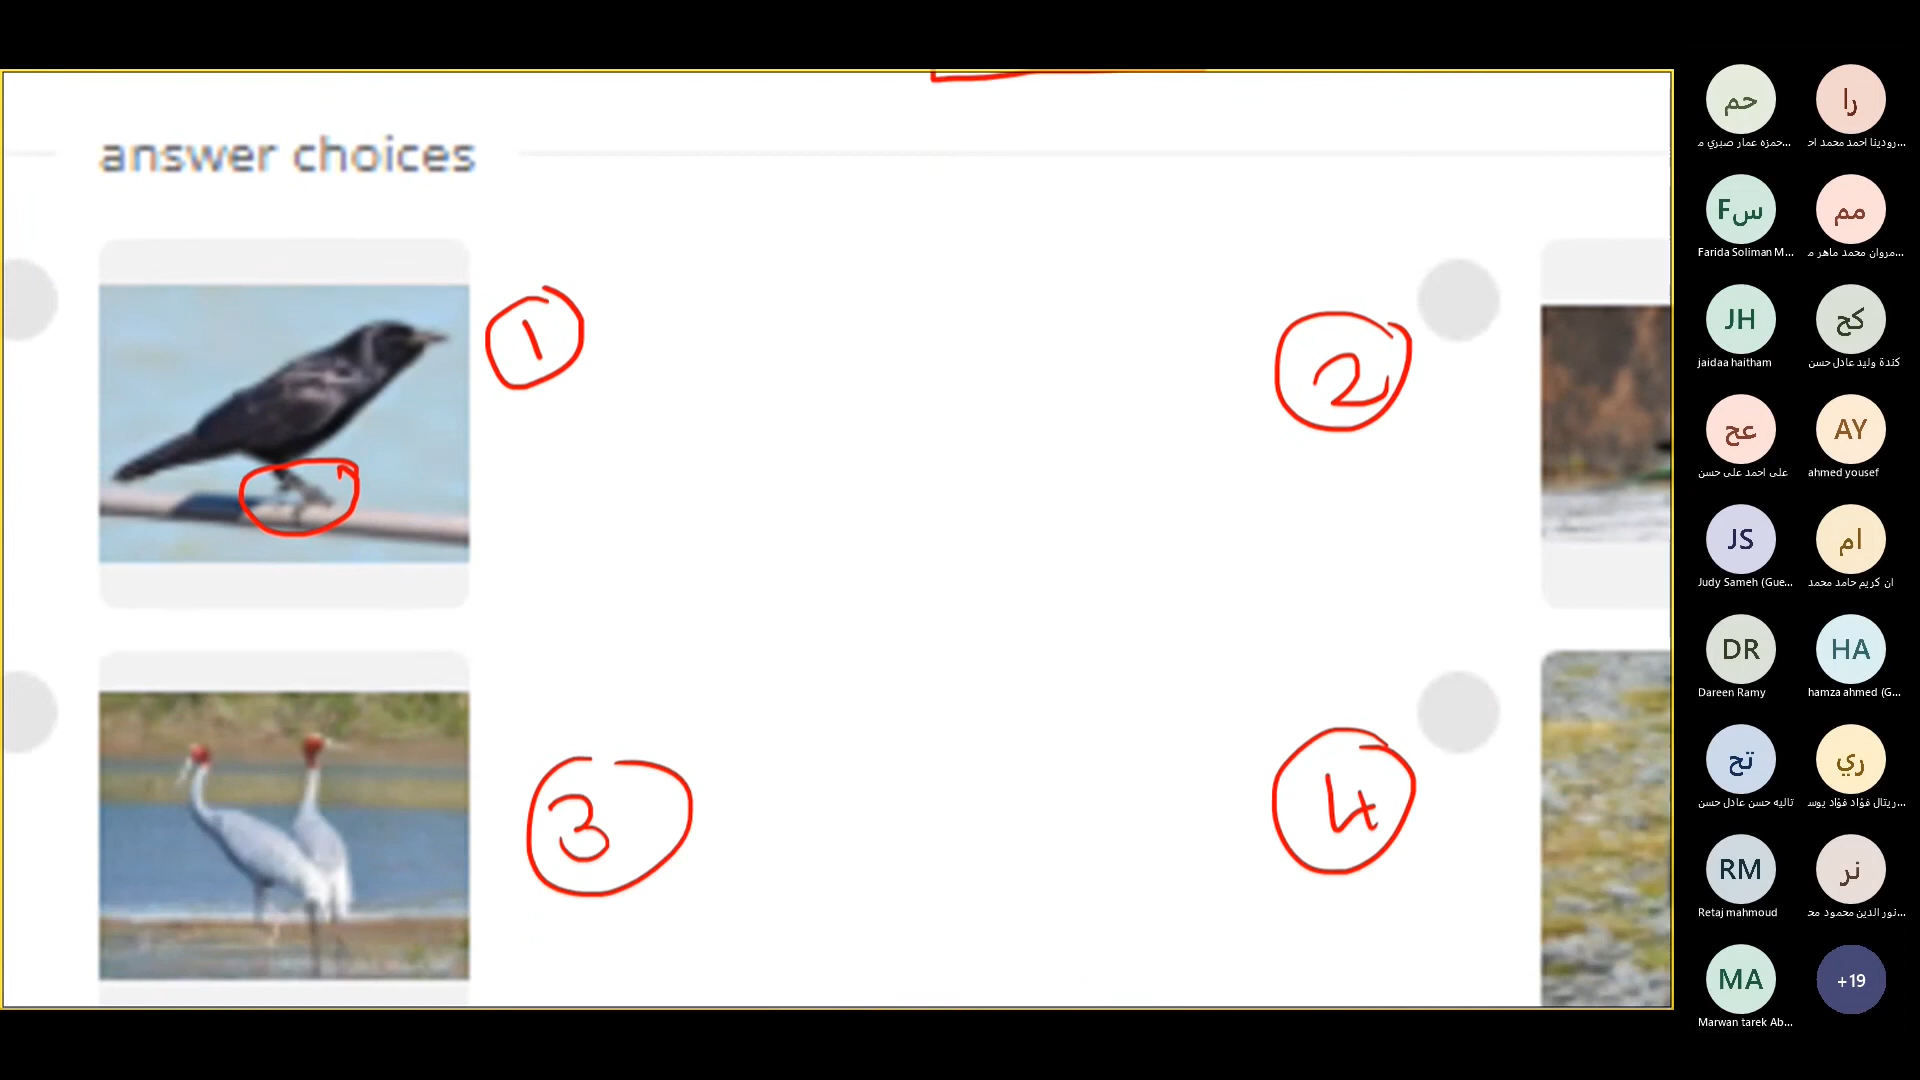 answer choices
1
2
3
4
حم
را
حمزه عمار صبري م...
رودينا احمد محمد اح...
Fس
مم
Farida Soliman M...
مروان محمد ماهر م...
JH
كح
jaidaa haitham
كندة وليد عادل حسن
عح
AY
على احمد على حسن
ahmed yousef
JS
ام
Judy Sameh (Gue...
ان كريم حامد محمد
DR
HA
Dareen Ramy
hamza ahmed (G...
تح
ري
تاليه حسن عادل حسن
ريتال فؤاد فؤاد يوس...
RM
نر
Retaj mahmoud
نور الدين محمود مح...
MA
+19
Marwan tarek Ab...